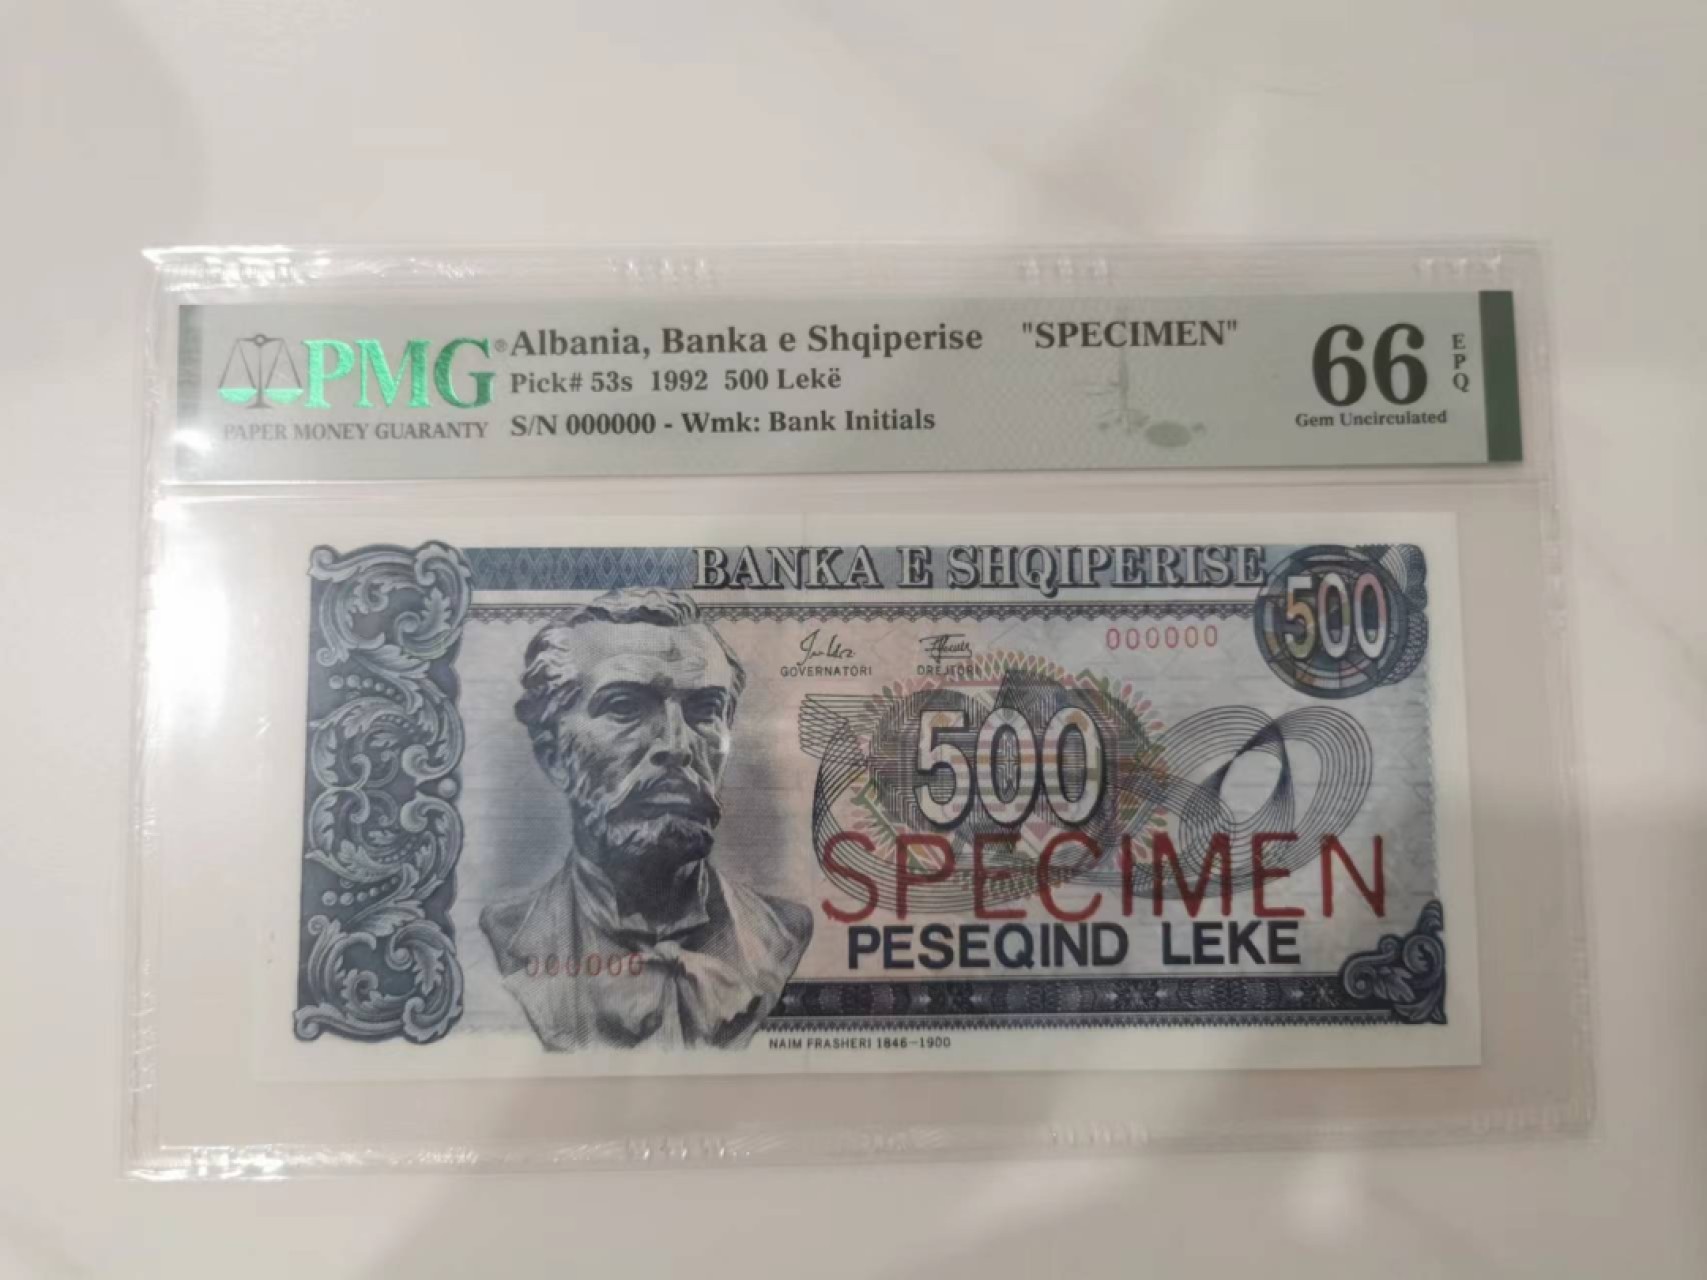 PMG®
PAPER MONEY GUARANTY
Albania, Banka e Shqiperise "SPECIMEN"
Pick# 53s 1992 500 Lekë
S/N 000000 - Wmk: Bank Initials
66 EPQ
Gem Uncirculated
BANKA E SHQIPERISE
500
000000
GOVERNATORI DREJTORI
500
SPECIMEN
PESEQIND LEKE
000000
NAIM FRASHERI 1846-1900